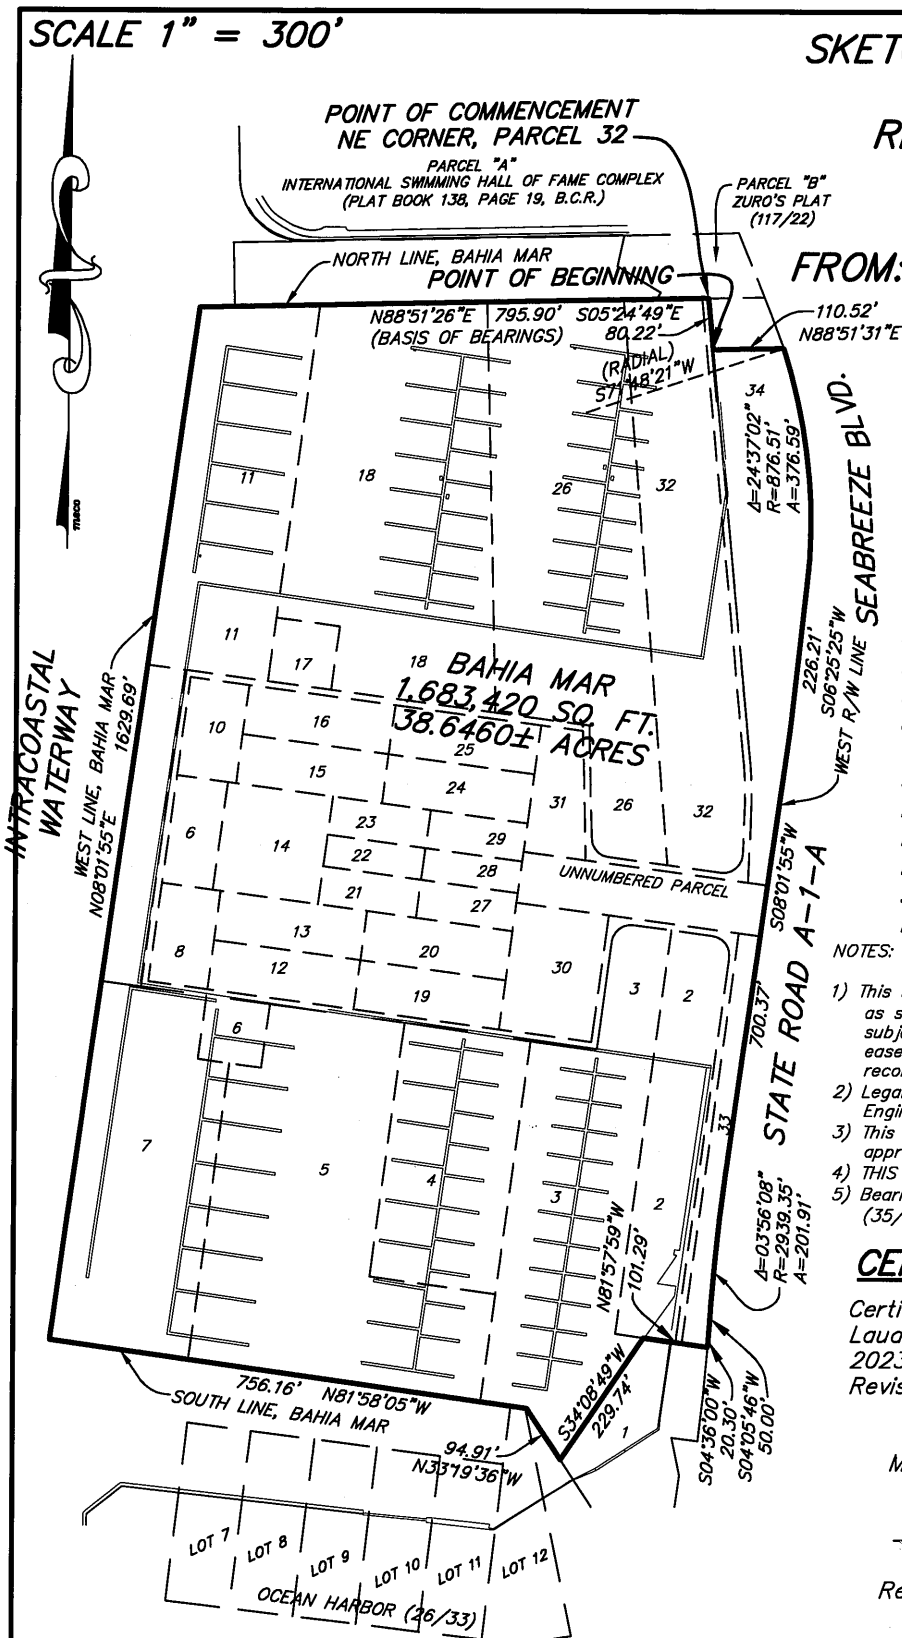 SCALE 1" = 300'
SKET
POINT OF COMMENCEMENT
NE CORNER, PARCEL 32
PARCEL "A"
INTERNATIONAL SWIMMING HALL OF FAME COMPLEX
(PLAT BOOK 138, PAGE 19, B.C.R.)
PARCEL "B"
ZURO'S PLAT
(117/22)
NORTH LINE, BAHIA MAR
POINT OF BEGINNING
FROM:
N88°51'26"E 795.90'
(BASIS OF BEARINGS)
S05°24'49"E
80.22'
(RADIAL)
S71°48'21"W
110.52'
N88°51'31"E
34
Δ=24°37'02"
R=876.51'
A=376.59'
SEABREEZE BLVD.
11
18
26
32
226.21'
S06°25'25"W
WEST R/W LINE
INTRACOASTAL
WATERWAY
WEST LINE, BAHIA MAR
1629.69'
N08°01'55"E
11
17
18
BAHIA MAR
1,683,420 SQ. FT.
38.6460± ACRES
10
16
25
15
24
31
26
32
6
14
23
29
22
28
21
27
UNNUMBERED PARCEL
13
20
8
12
19
30
3
2
S08°01'55"W
700.37'
STATE ROAD A-1-A
NOTES:
1) This
as s
subj
ease
reco
2) Lega
Engi
3) This
appr
4) THIS
5) Beari
(35/
6
7
5
4
3
2
33
Δ=03°56'08"
R=2939.35'
A=201.91'
N81°57'59"W
101.29'
Certi
Lauc
2023
Revis
756.16' N81°58'05"W
SOUTH LINE, BAHIA MAR
94.91'
N33°19'36"W
S34°08'49"W
229.74'
1
S04°36'00"W
20.30'
S04°05'46"W
50.00'
M
Re
LOT 7
LOT 8
LOT 9
LOT 10
LOT 11
LOT 12
OCEAN HARBOR (26/33)